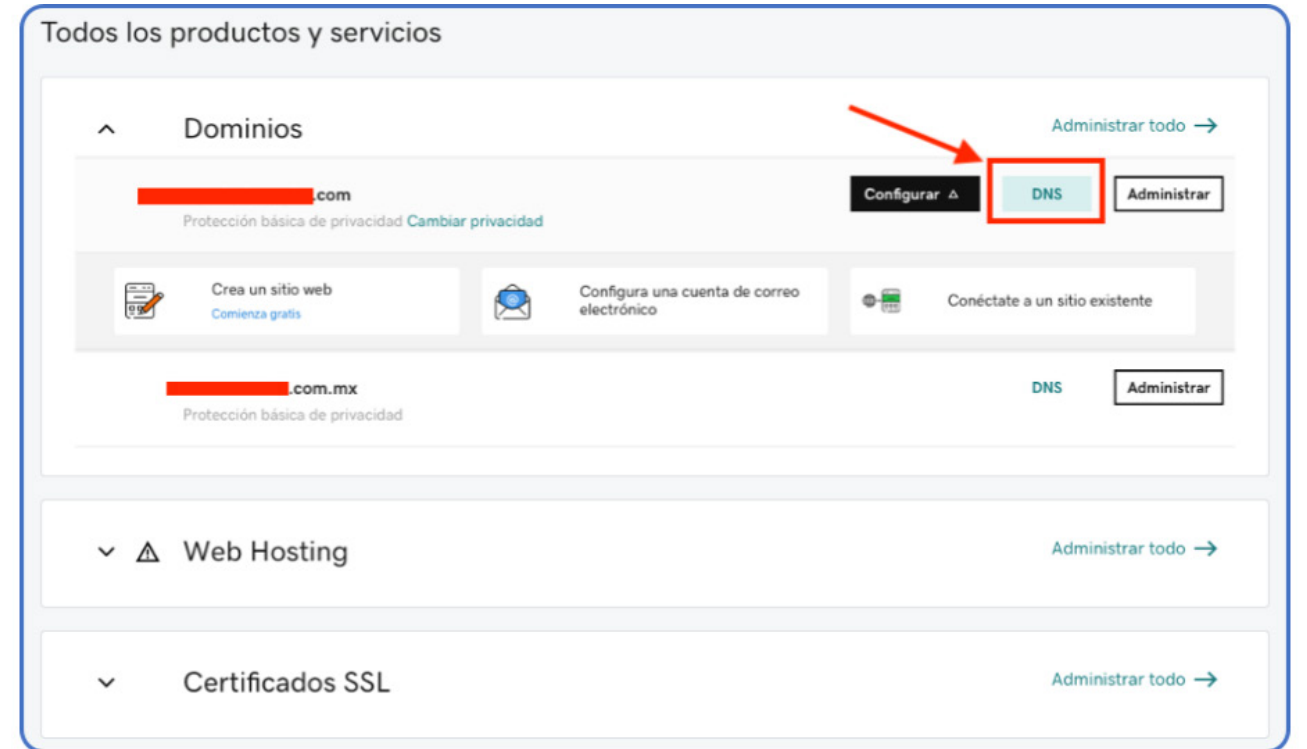 Todos los productos y servicios
Dominios
Administrar todo →
.com
Configurar
DNS
Administrar
Protección básica de privacidad Cambiar privacidad
Crea un sitio web
Comienza gratis
Configura una cuenta de correo
electrónico
Conéctate a un sitio existente
.com.mx
DNS
Administrar
Protección básica de privacidad
Web Hosting
Administrar todo →
Certificados SSL
Administrar todo →